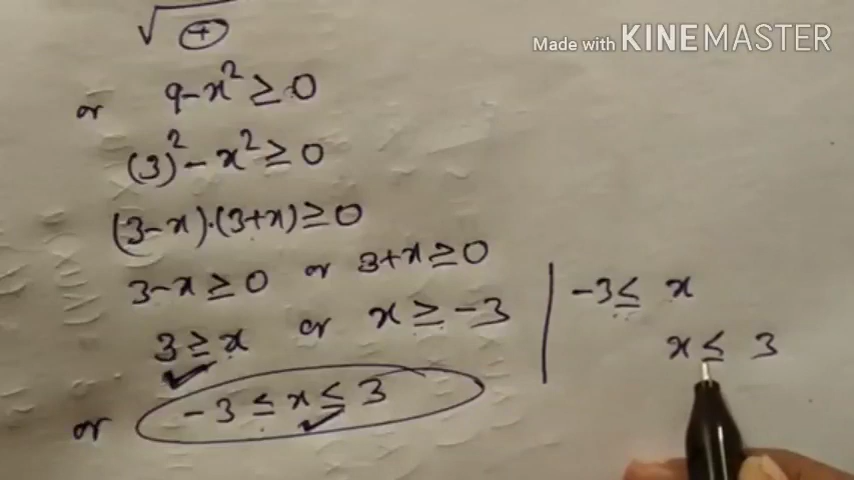 √(+)
Made with KINEMASTER
or 9-x² ≥ 0
(3)² - x² ≥ 0
(3-x).(3+x) ≥ 0
3-x ≥ 0 or 3+x ≥ 0
3 ≥ x or x ≥ -3
or -3 ≤ x ≤ 3
-3 ≤ x
x ≤ 3